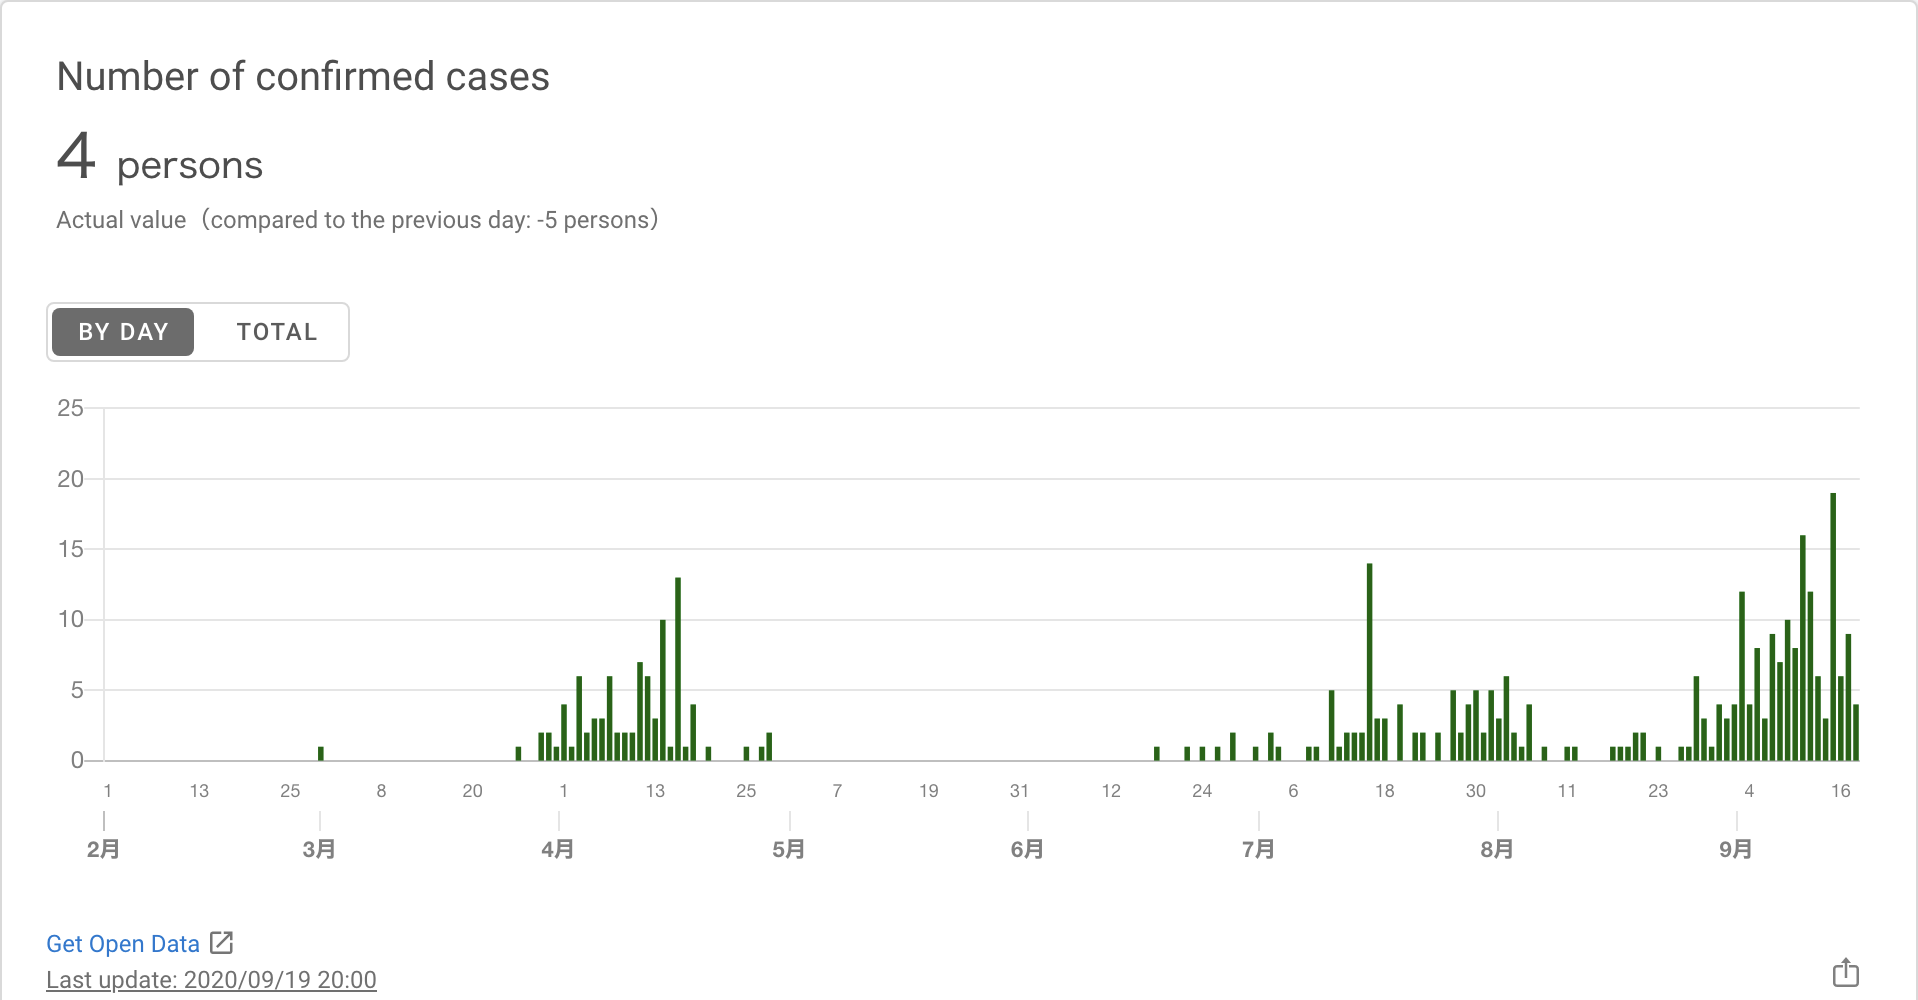 Number of confirmed cases
4 persons
Actual value（compared to the previous day: -5 persons）
BY DAY TOTAL
25
20
15
10
5
0
1 13 25 8 20 1 13 25 7 19 31 12 24 6 18 30 11 23 4 16
2月 3月 4月 5月 6月 7月 8月 9月
Get Open Data
Last update: 2020/09/19 20:00